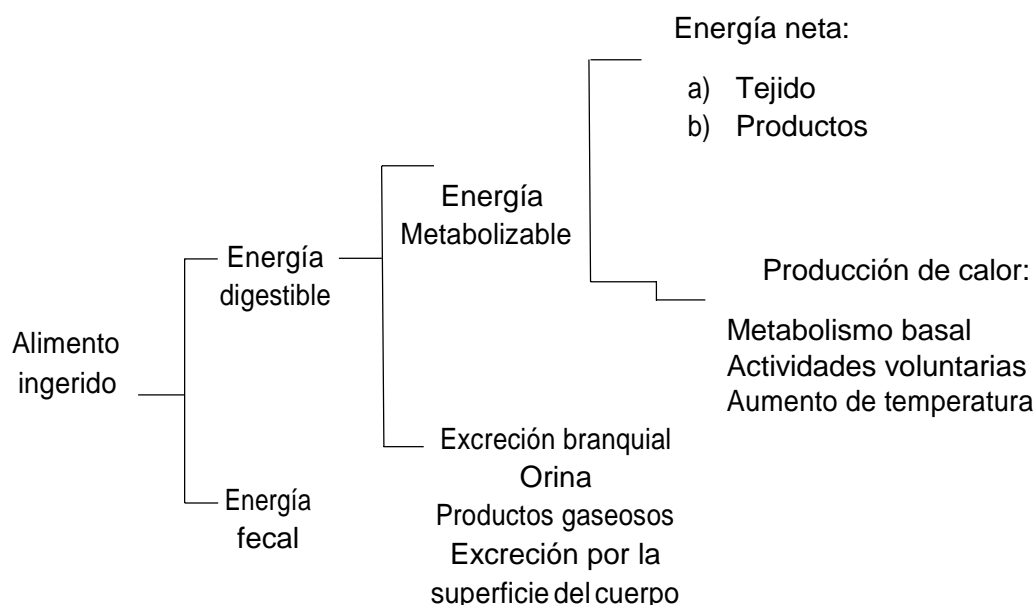 Energía neta:
a) Tejido
b) Productos
Energía
Metabolizable
Energía
digestible
Producción de calor:
Metabolismo basal
Actividades voluntarias
Aumento de temperatura
Alimento
ingerido
Excreción branquial
Orina
Productos gaseosos
Excreción por la
superficie del cuerpo
Energía
fecal